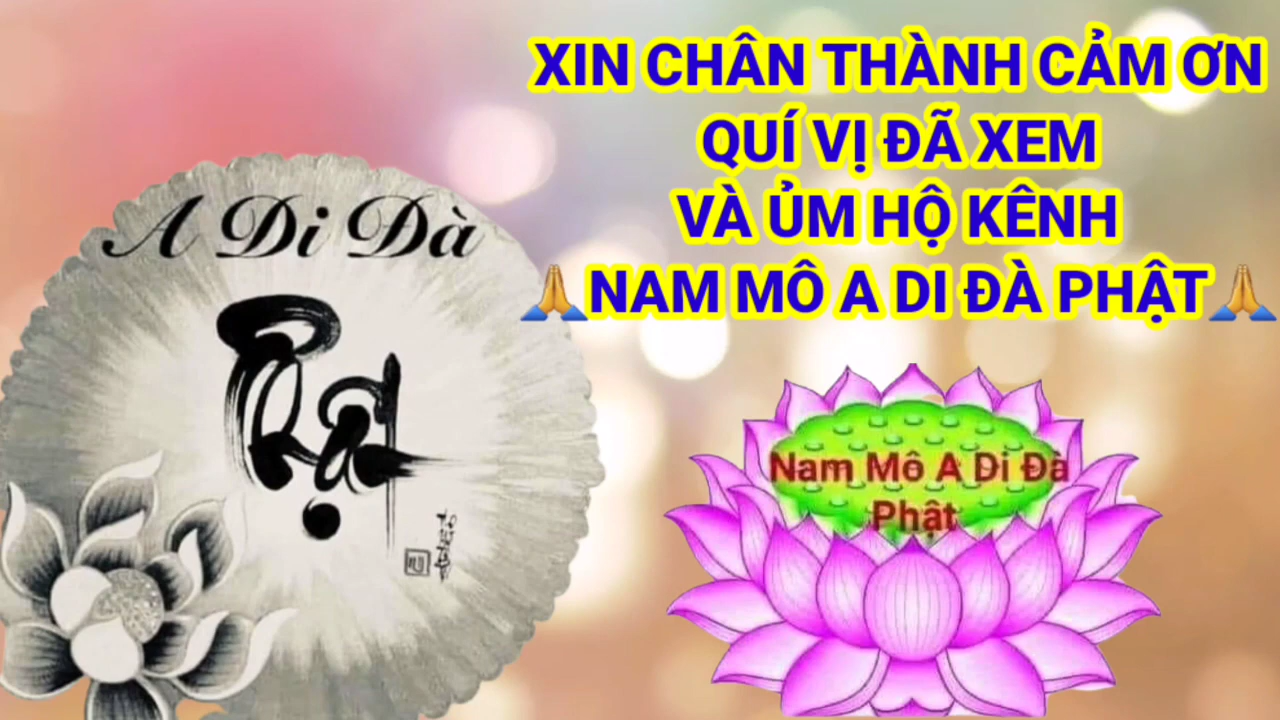 XIN CHÂN THÀNH CẢM ƠN
QUÍ VỊ ĐÃ XEM
VÀ ỦM HỘ KÊNH
🙏NAM MÔ A DI ĐÀ PHẬT🙏
A Di Đà
Phật
Nam Mô A Di Đà
Phật